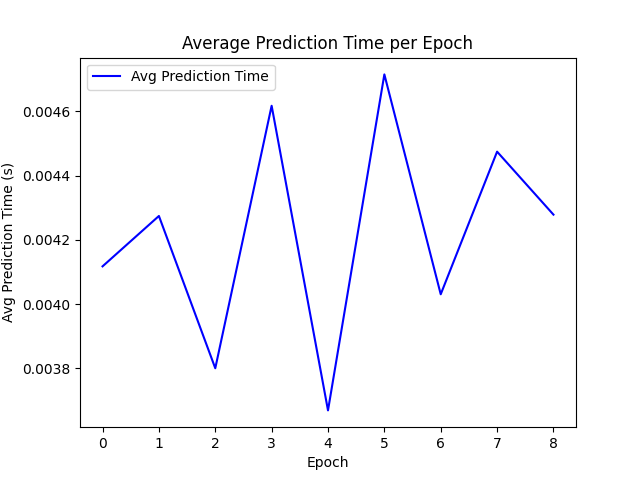 Average Prediction Time per Epoch
Avg Prediction Time
Avg Prediction Time (s)
0.0046
0.0044
0.0042
0.0040
0.0038
0 1 2 3 4 5 6 7 8
Epoch